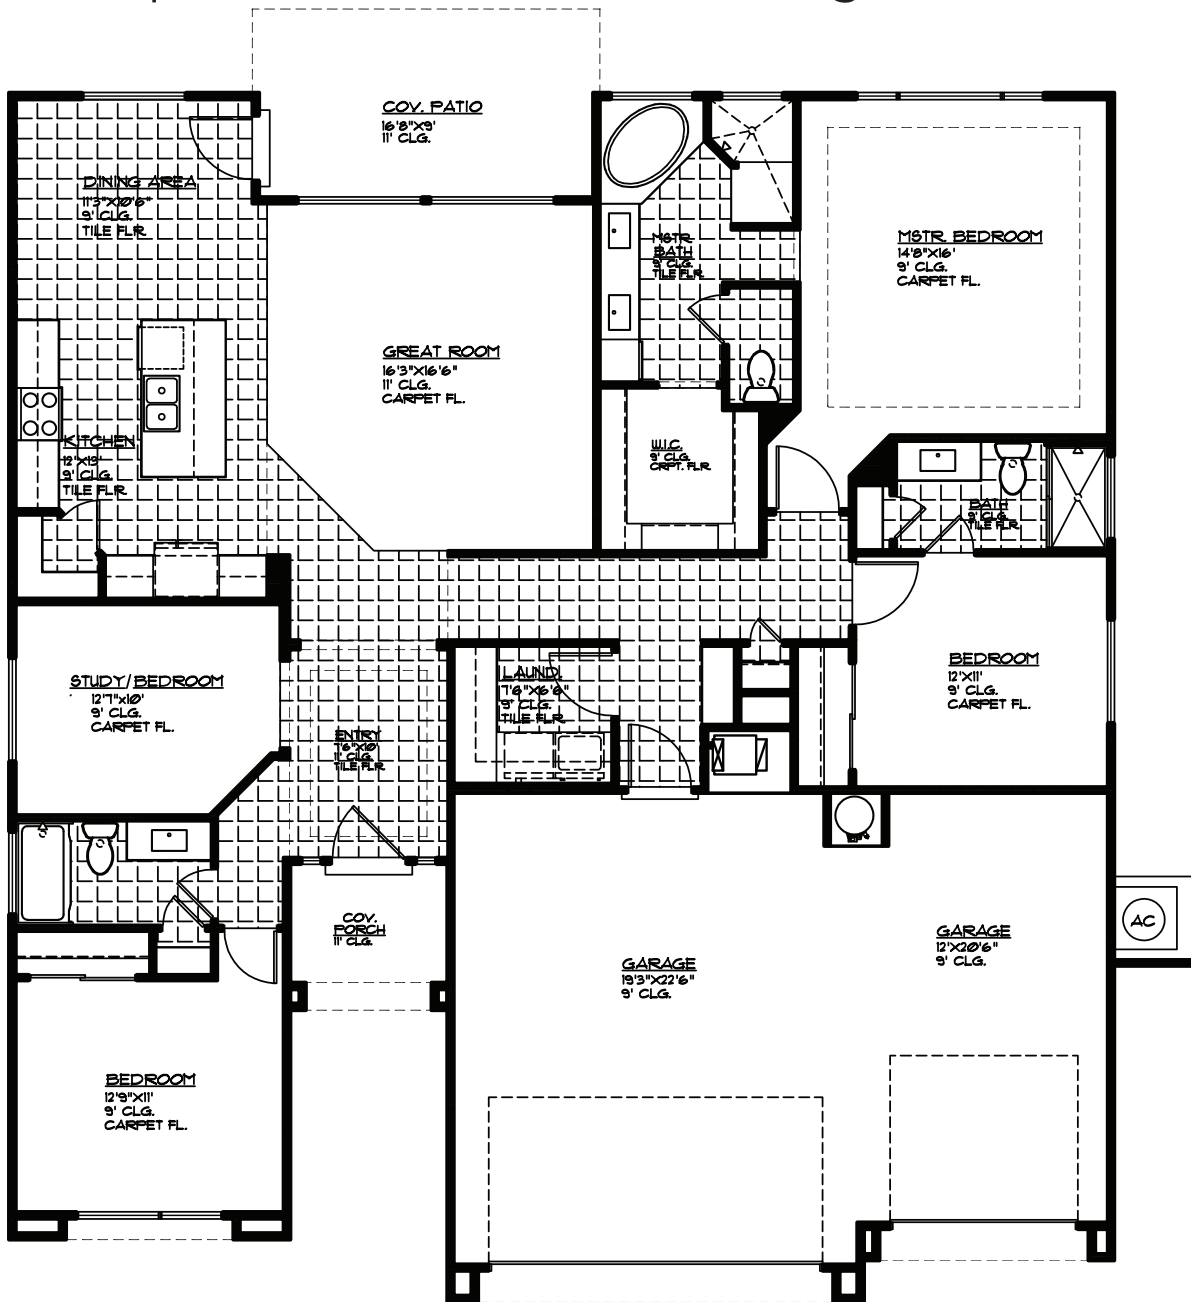 COV. PATIO
16'8"X9'
11' CLG.
DINING AREA
11'3"X10'6"
9' CLG.
TILE FLR.
MSTR.
BATH
9' CLG.
TILE FLR.
MSTR. BEDROOM
14'8"X16'
9' CLG.
CARPET FL.
GREAT ROOM
16'3"X16'6"
11' CLG.
CARPET FL.
KITCHEN
12'X13'
9' CLG.
TILE FLR.
W.I.C.
9' CLG.
CRPT. FLR.
BATH
9' CLG.
TILE FLR.
STUDY/BEDROOM
12'7"x10'
9' CLG.
CARPET FL.
LAUND.
7'6"X6'6"
9' CLG.
TILE FLR.
BEDROOM
12'X11'
9' CLG.
CARPET FL.
ENTRY
7'6"X10'
11' CLG.
TILE FLR.
COV.
PORCH
11' CLG.
AC
GARAGE
12'X20'6"
9' CLG.
GARAGE
19'3"X22'6"
9' CLG.
BEDROOM
12'9"X11'
9' CLG.
CARPET FL.